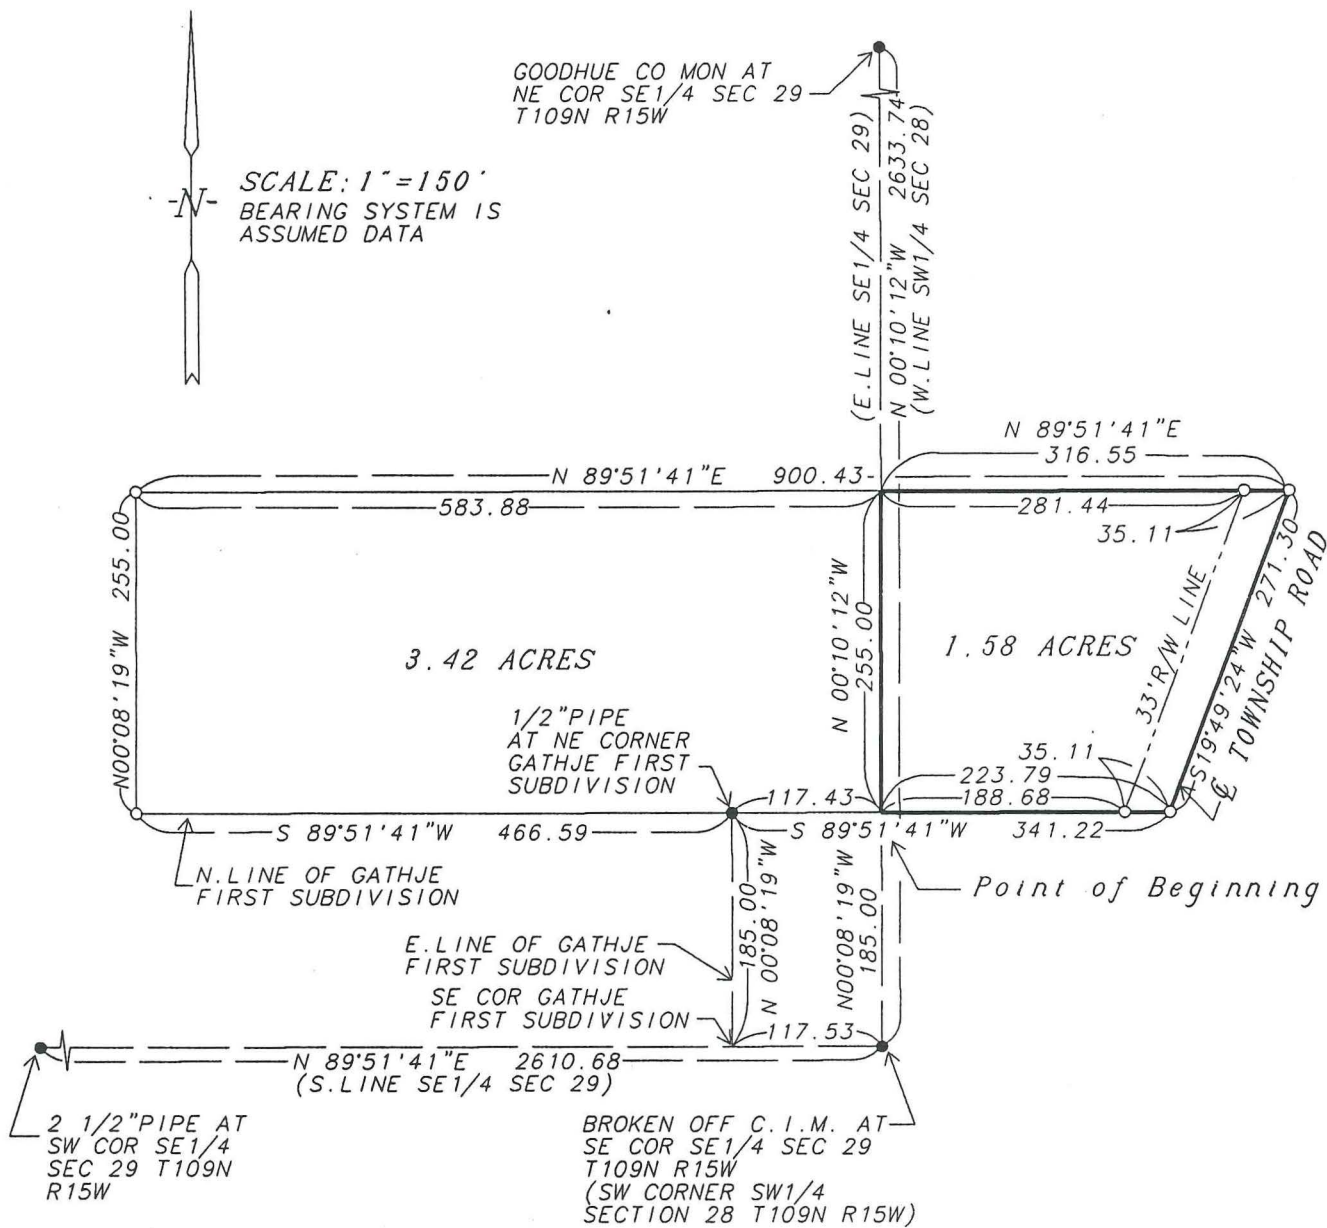 GOODHUE CO MON AT
NE COR SE1/4 SEC 29
T109N R15W
-N-
SCALE: 1"=150'
BEARING SYSTEM IS
ASSUMED DATA
(E.LINE SE1/4 SEC 29)
N 00°10'12"W 2633.74
(W.LINE SW1/4 SEC 28)
N 89°51'41"E
316.55
N 89°51'41"E 900.43
583.88
281.44
35.11
255.00
N00°08'19"W
N 00°10'12"W
255.00
33'R/W LINE
S19°49'24"W 271.30
℄ TOWNSHIP ROAD
3.42 ACRES
1.58 ACRES
1/2"PIPE
AT NE CORNER
GATHJE FIRST
SUBDIVISION
35.11
223.79
117.43
188.68
S 89°51'41"W 466.59
S 89°51'41"W 341.22
N.LINE OF GATHJE
FIRST SUBDIVISION
Point of Beginning
185.00
N 00°08'19"W
N00°08'19"W
185.00
E.LINE OF GATHJE
FIRST SUBDIVISION
SE COR GATHJE
FIRST SUBDIVISION
117.53
N 89°51'41"E 2610.68
(S.LINE SE1/4 SEC 29)
2 1/2"PIPE AT
SW COR SE1/4
SEC 29 T109N
R15W
BROKEN OFF C.I.M. AT
SE COR SE1/4 SEC 29
T109N R15W
(SW CORNER SW1/4
SECTION 28 T109N R15W)